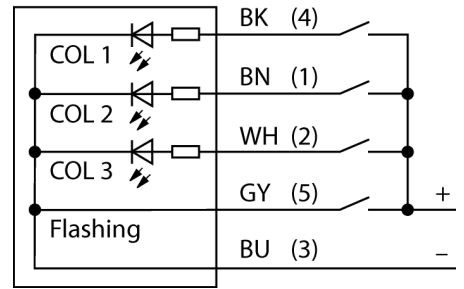 BK (4)
COL 1
BN (1)
COL 2
WH (2)
COL 3
GY (5)
+
Flashing
BU (3)
–